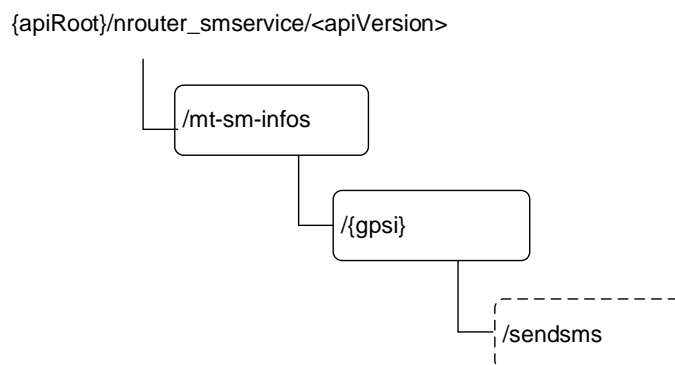 {apiRoot}/nrouter_smservice/<apiVersion>
/mt-sm-infos
/{gpsi}
/sendsms